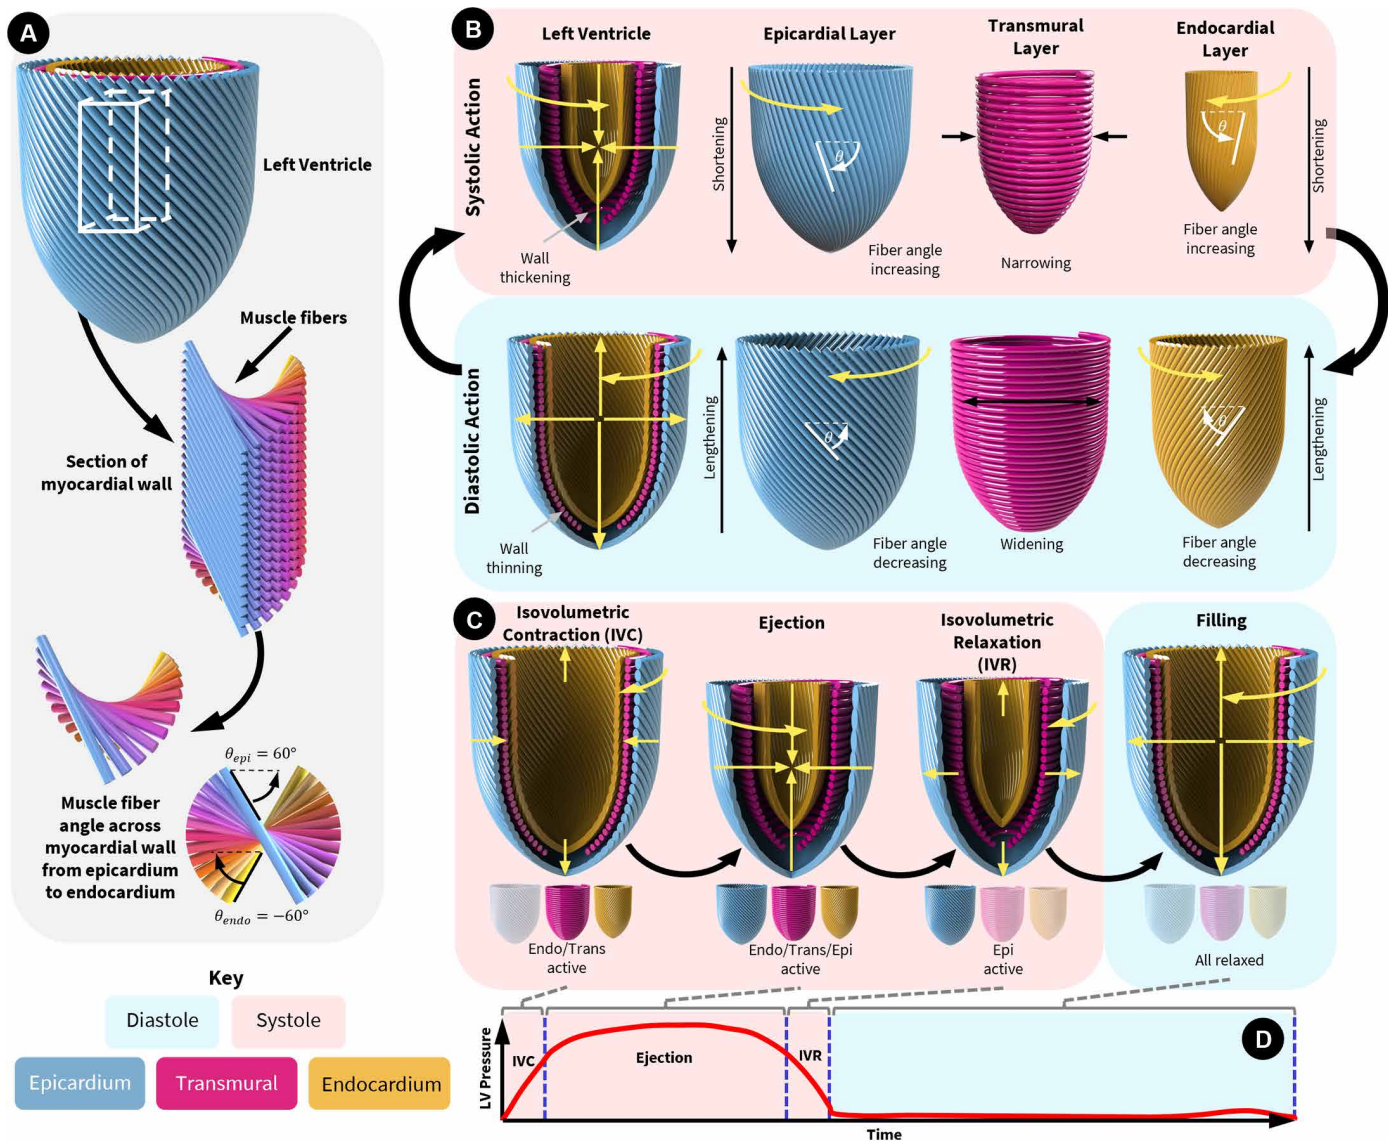 A
Left Ventricle
Muscle fibers
Section of
myocardial wall
θepi = 60°
Muscle fiber
angle across
myocardial wall
from epicardium
to endocardium
θendo = −60°
Key
Diastole
Systole
Epicardium
Transmural
Endocardium
B
Left Ventricle
Epicardial Layer
Transmural
Layer
Endocardial
Layer
Systolic Action
Wall
thickening
Shortening
θ
Fiber angle
increasing
Narrowing
θ
Fiber angle
increasing
Shortening
Diastolic Action
Wall
thinning
Lengthening
θ
Fiber angle
decreasing
Widening
θ
Fiber angle
decreasing
Lengthening
C
Isovolumetric
Contraction (IVC)
Ejection
Isovolumetric
Relaxation
(IVR)
Filling
Endo/Trans
active
Endo/Trans/Epi
active
Epi
active
All relaxed
D
LV Pressure
IVC
Ejection
IVR
Time